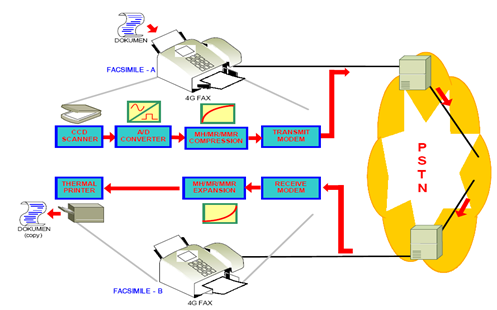 DOKUMEN
FACSIMILE - A
4G FAX
CCD
SCANNER
A/D
CONVERTER
MH/MR/MMR
COMPRESSION
TRANSMIT
MODEM
PSTN
THERMAL
PRINTER
MH/MR/MMR
EXPANSION
RECEIVE
MODEM
DOKUMEN
(copy)
FACSIMILE - B
4G FAX